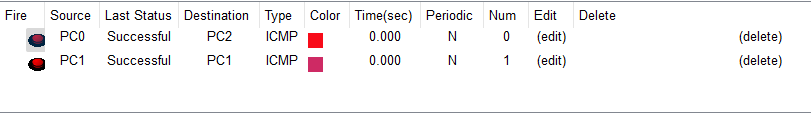 Fire Source Last Status Destination Type Color Time(sec) Periodic Num Edit Delete
PC0 Successful PC2 ICMP 0.000 N 0 (edit) (delete)
PC1 Successful PC1 ICMP 0.000 N 1 (edit) (delete)